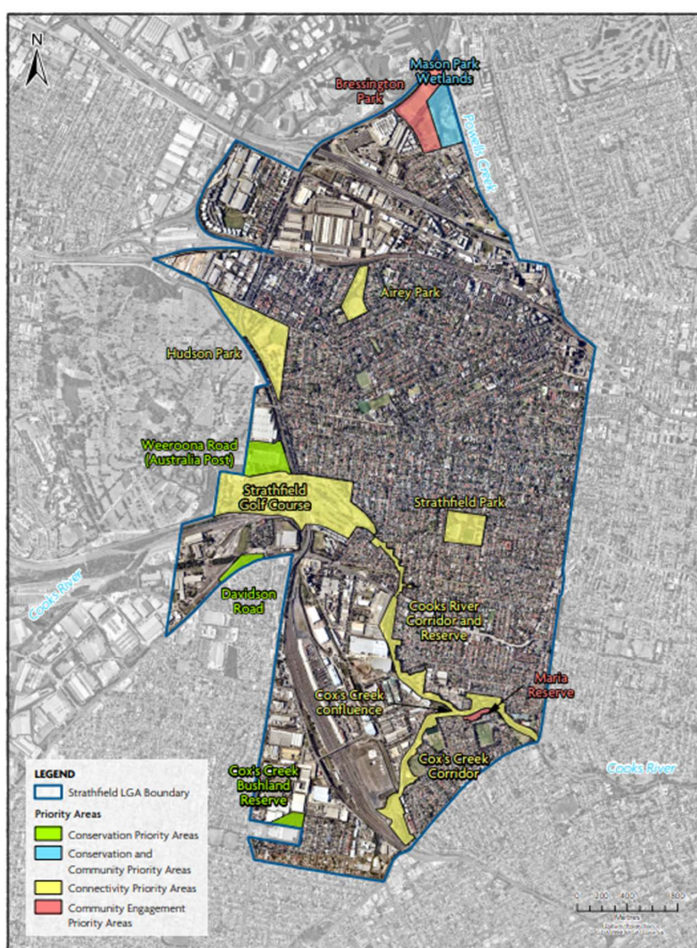 N
Mason Park
Wetlands
Bressington
Park
Powells Creek
Airey Park
Hudson Park
Weeroona Road
(Australia Post)
Strathfield
Golf Course
Strathfield Park
Cooks River
Davidson
Road
Cooks River
Corridor and
Reserve
Maria
Reserve
Cox's Creek
confluence
Cox's Creek
Corridor
Cooks River
Cox's Creek
Bushland
Reserve
LEGEND
Strathfield LGA Boundary
Priority Areas
Conservation Priority Areas
Conservation and
Community Priority Areas
Connectivity Priority Areas
Community Engagement
Priority Areas
200 400 800
Metres